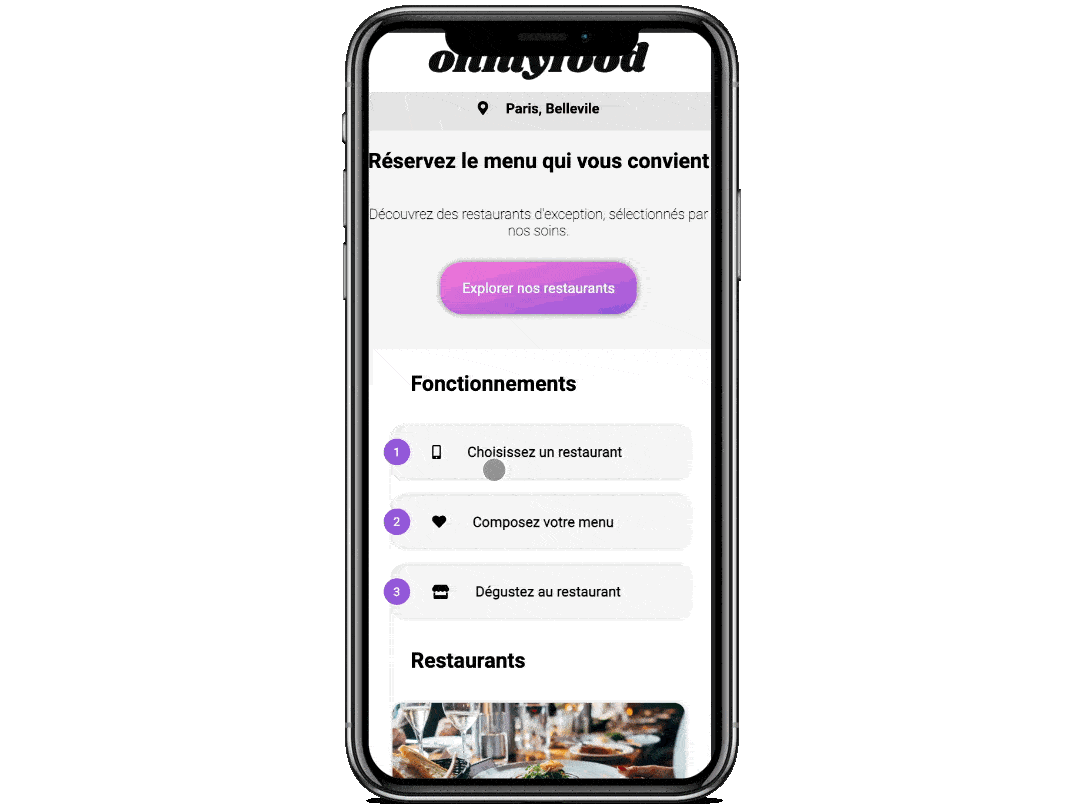 ohmyfood
Paris, Bellevile
Réservez le menu qui vous convient
Découvrez des restaurants d'exception, sélectionnés par
nos soins.
Explorer nos restaurants
Fonctionnements
1 Choisissez un restaurant
2 Composez votre menu
3 Dégustez au restaurant
Restaurants